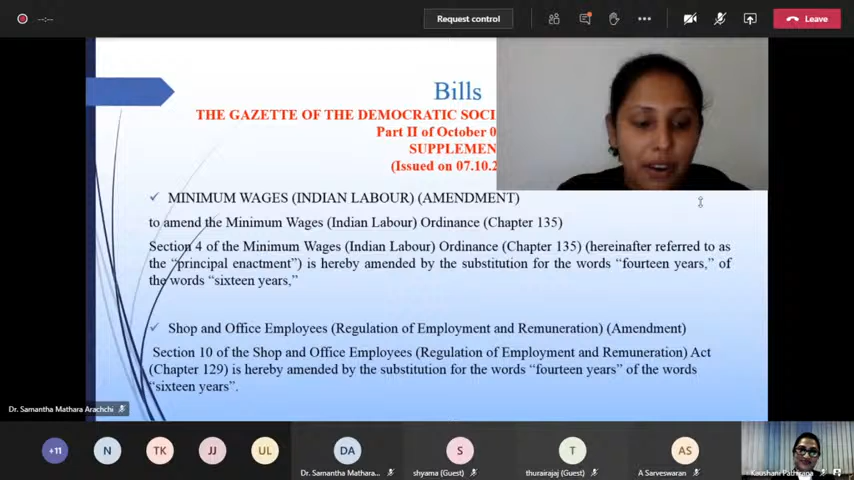 --:--
Request control
Leave
Bills
THE GAZETTE OF THE DEMOCRATIC SOCI
Part II of October 0
SUPPLEMEN
(Issued on 07.10.2
✓ MINIMUM WAGES (INDIAN LABOUR) (AMENDMENT)
to amend the Minimum Wages (Indian Labour) Ordinance (Chapter 135)
Section 4 of the Minimum Wages (Indian Labour) Ordinance (Chapter 135) (hereinafter referred to as
the “principal enactment”) is hereby amended by the substitution for the words “fourteen years,” of
the words “sixteen years,”
✓ Shop and Office Employees (Regulation of Employment and Remuneration) (Amendment)
Section 10 of the Shop and Office Employees (Regulation of Employment and Remuneration) Act
(Chapter 129) is hereby amended by the substitution for the words “fourteen years” of the words
“sixteen years”.
Dr. Samantha Mathara Arachchi
+11
N
TK
JJ
UL
DA
S
T
AS
Dr. Samantha Mathara...
shyama (Guest)
thurairajaj (Guest)
A Sarveswaran
Kaushani Pathirana